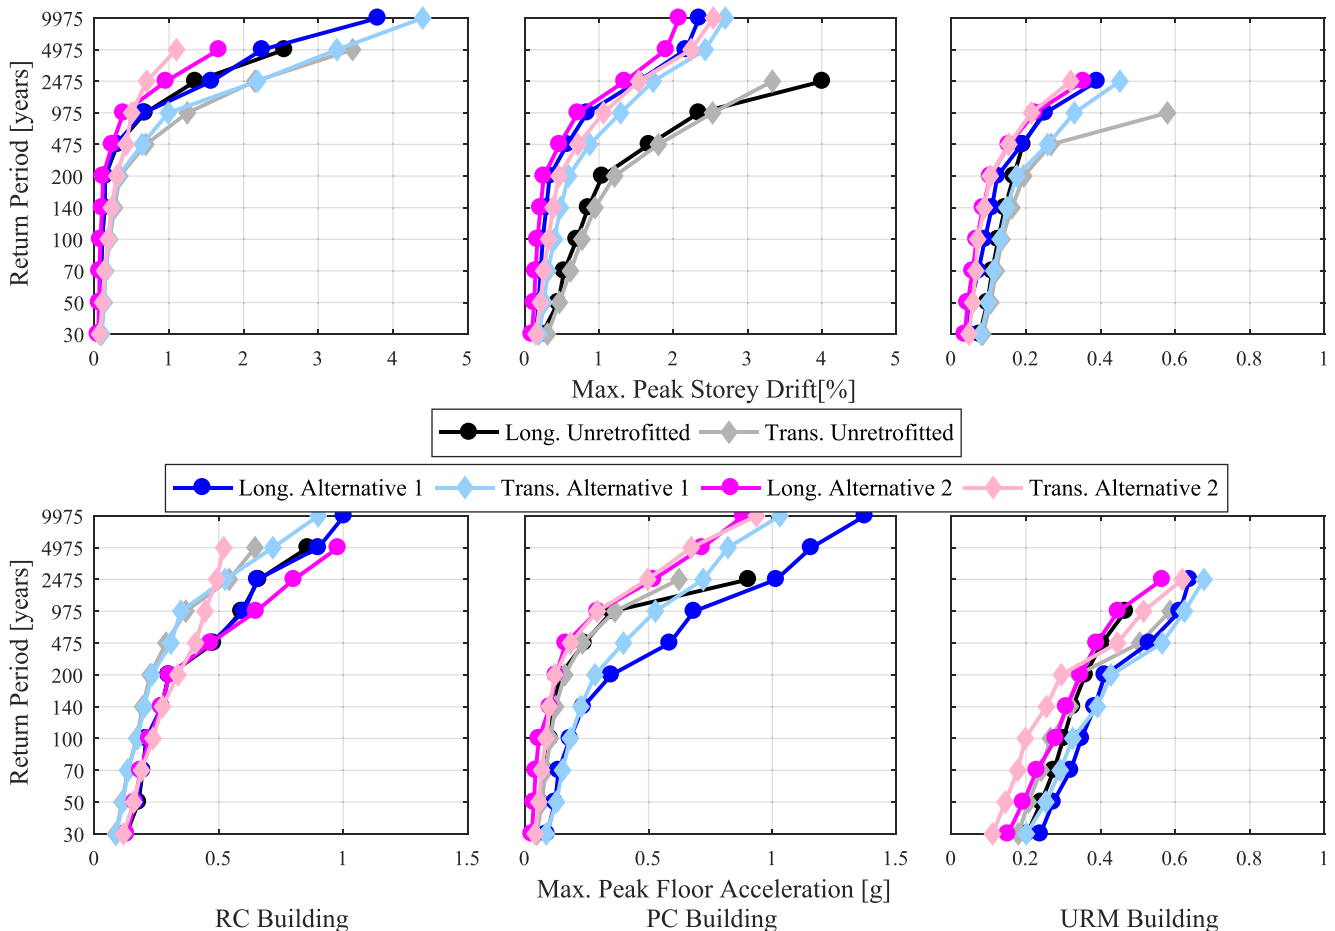 Return Period [years]
9975
4975
2475
975
475
200
140
100
70
50
30
0 1 2 3 4 5
0 1 2 3 4 5
0 0.2 0.4 0.6 0.8 1
Max. Peak Storey Drift[%]
Long. Unretrofitted Trans. Unretrofitted
Long. Alternative 1 Trans. Alternative 1 Long. Alternative 2 Trans. Alternative 2
Return Period [years]
9975
4975
2475
975
475
200
140
100
70
50
30
0 0.5 1 1.5
0 0.5 1 1.5
0 0.2 0.4 0.6 0.8 1
Max. Peak Floor Acceleration [g]
RC Building PC Building URM Building